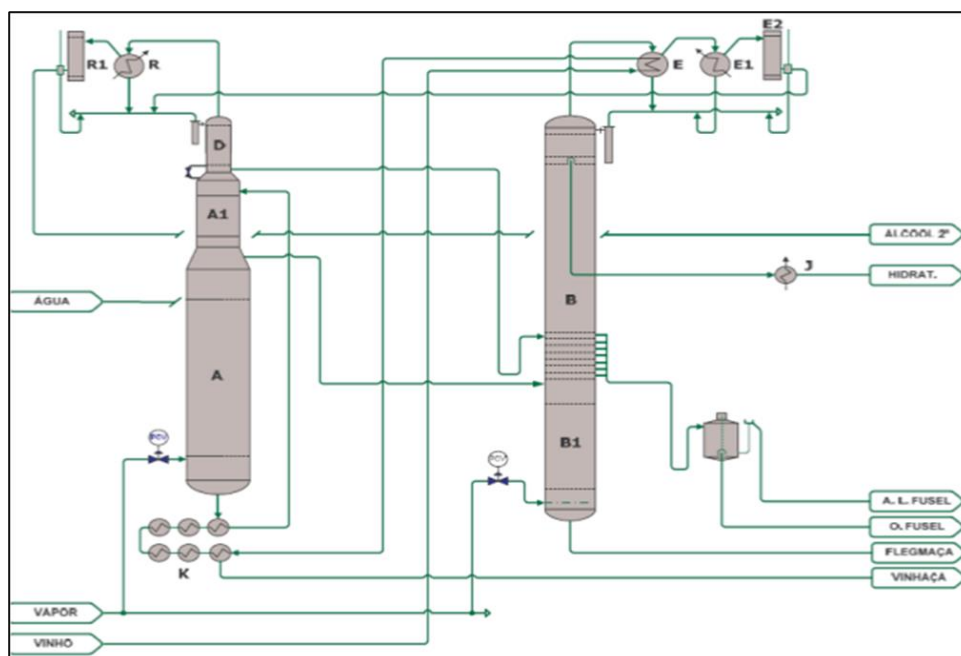 E2
R1
R
E
E1
D
A1
ALCOOL 2ª
J
HIDRAT.
ÁGUA
B
A
B1
A. L. FUSEL
O. FUSEL
FLEGMAÇA
K
VINHAÇA
VAPOR
VINHO